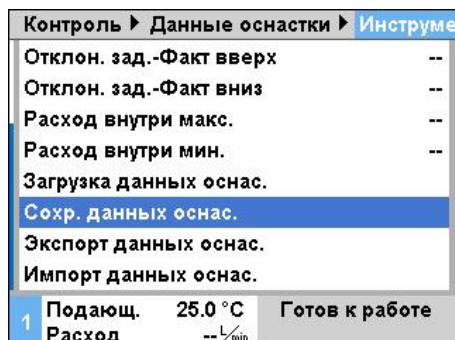 Контроль ▶ Данные оснастки ▶ Инструме
Отклон. зад.-Факт вверх --
Отклон. зад.-Факт вниз --
Расход внутри макс. --
Расход внутри мин. --
Загрузка данных оснас.
Сохр. данных оснас.
Экспорт данных оснас.
Импорт данных оснас.
1 Подающ. 25.0 °C Готов к работе
Расход -- L/min